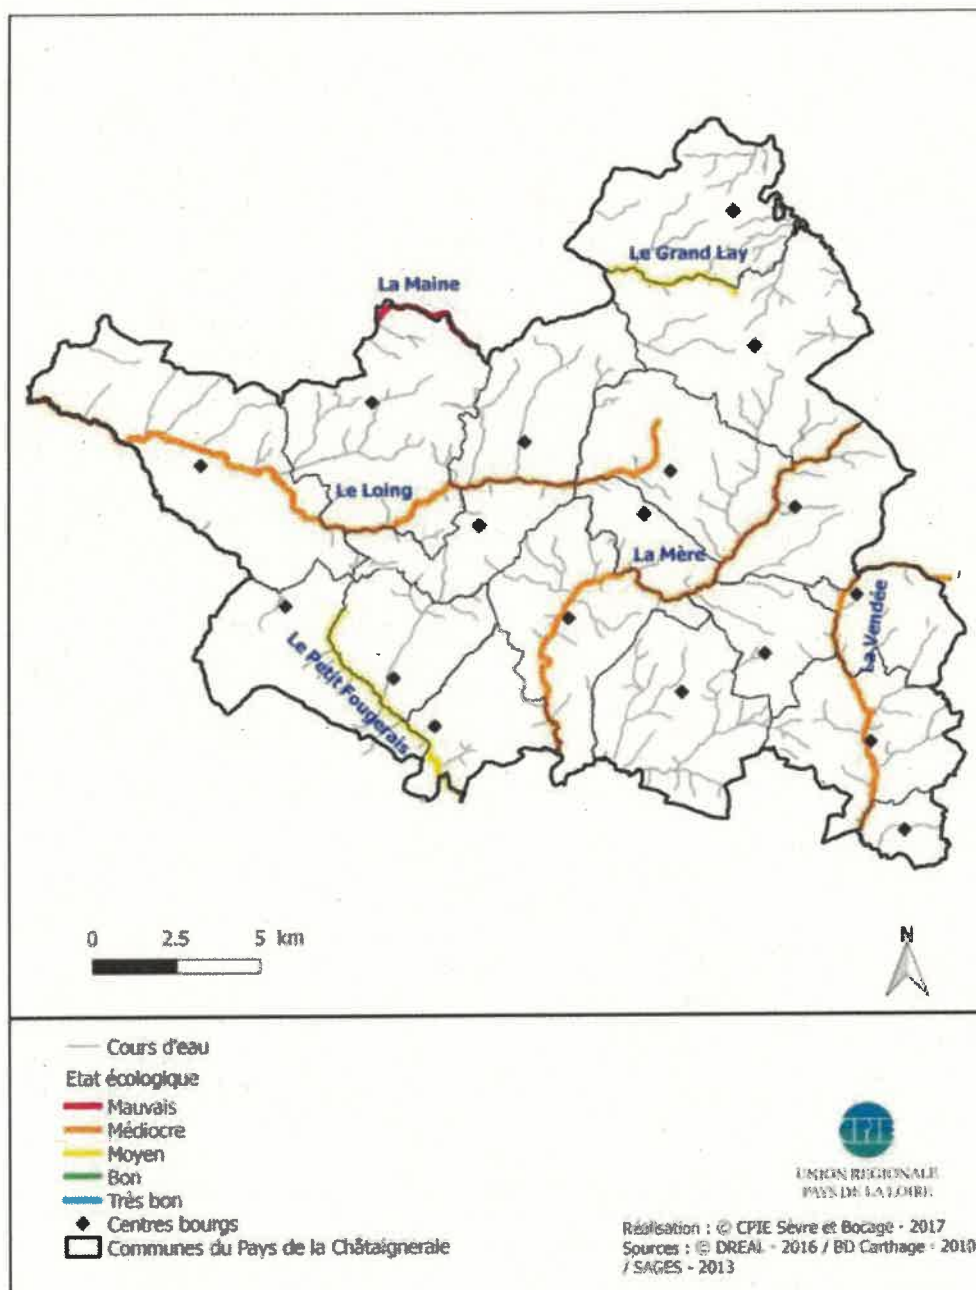 Le Grand Lay
La Maine
Le Loing
La Mère
La Vendée
Le Petit Fougerais
0 2.5 5 km
N
Cours d'eau
Etat écologique
Mauvais
Médiocre
Moyen
Bon
Très bon
Centres bourgs
Communes du Pays de la Châtaigneraie
CPIE
UNION REGIONALE
PAYS DE LA LOIRE
Réalisation : © CPIE Sèvre et Bocage - 2017
Sources : © DREAL - 2016 / BD Carthage - 2010
/ SAGES - 2013